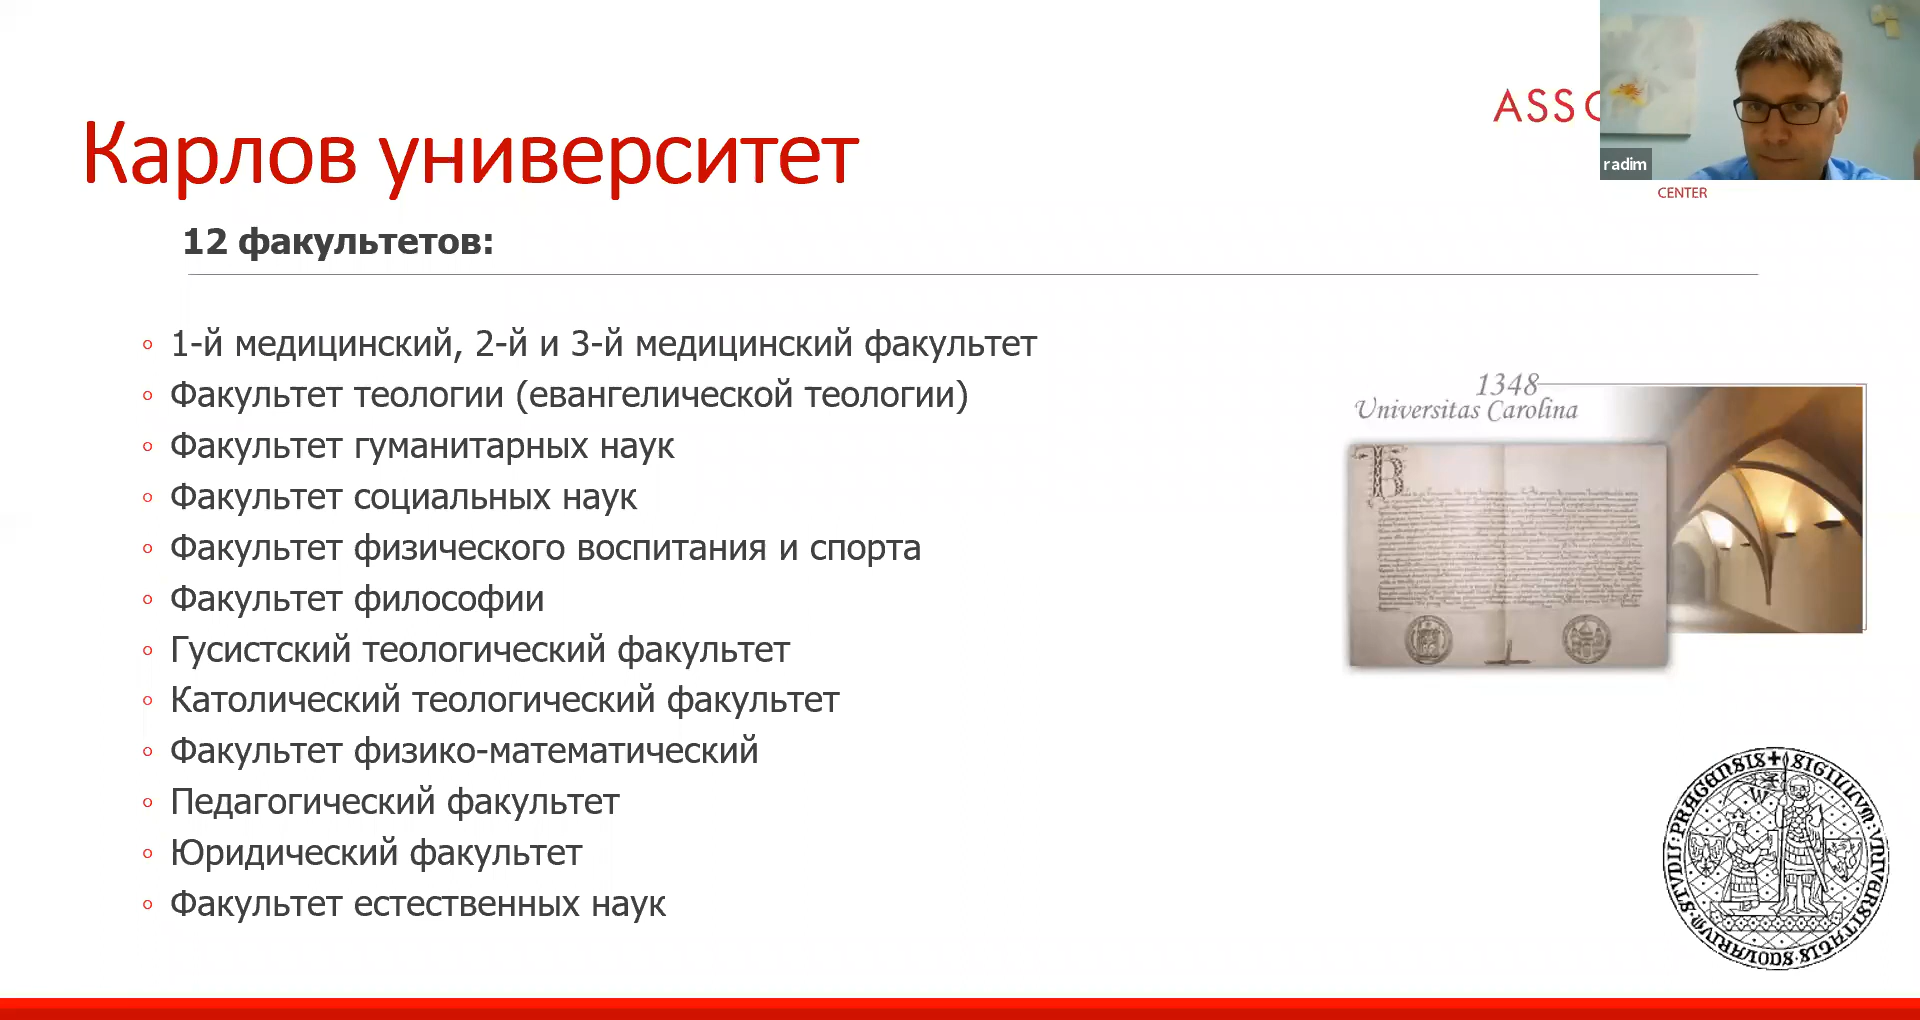 Карлов университет
ASSO
radim
CENTER
12 факультетов:
◦ 1-й медицинский, 2-й и 3-й медицинский факультет
◦ Факультет теологии (евангелической теологии)
◦ Факультет гуманитарных наук
◦ Факультет социальных наук
◦ Факультет физического воспитания и спорта
◦ Факультет философии
◦ Гусистский теологический факультет
◦ Католический теологический факультет
◦ Факультет физико-математический
◦ Педагогический факультет
◦ Юридический факультет
◦ Факультет естественных наук
1348
Universitas Carolina